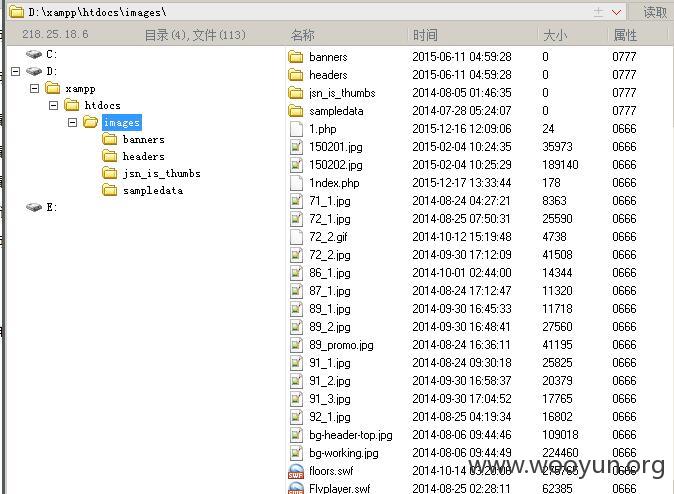 D:\xampp\htdocs\images\ 读取
218.25.18.6 目录(4),文件(113) 名称 时间 大小 属性
C:
D:
xampp
htdocs
images
banners
headers
jsn_is_thumbs
sampledata
E:
banners 2015-06-11 04:59:28 0 0777
headers 2015-06-11 04:59:28 0 0777
jsn_is_thumbs 2014-08-05 01:46:35 0 0777
sampledata 2014-07-28 05:24:07 0 0777
1.php 2015-12-16 12:09:06 24 0666
150201.jpg 2015-02-04 10:24:35 35973 0666
150202.jpg 2015-02-04 10:25:29 189140 0666
1ndex.php 2015-12-17 13:33:44 178 0666
71_1.jpg 2014-08-24 04:27:21 8363 0666
72_1.jpg 2014-08-25 07:50:31 25590 0666
72_2.gif 2014-10-12 15:19:48 4738 0666
72_2.jpg 2014-09-30 17:12:09 41508 0666
86_1.jpg 2014-10-01 02:44:00 14344 0666
87_1.jpg 2014-08-24 17:12:47 11320 0666
89_1.jpg 2014-09-30 16:45:33 11718 0666
89_2.jpg 2014-09-30 16:48:41 27560 0666
89_promo.jpg 2014-08-24 16:36:11 41195 0666
91_1.jpg 2014-08-24 09:30:18 25825 0666
91_2.jpg 2014-09-30 16:58:37 20379 0666
91_3.jpg 2014-09-30 17:04:52 17765 0666
92_1.jpg 2014-08-25 04:19:34 16802 0666
bg-header-top.jpg 2014-08-06 09:44:46 109018 0666
bg-working.jpg 2014-08-06 09:44:49 224460 0666
floors.swf 2014-10-14 03:20:06 275765 0666
Flvplayer.swf 2014-08-25 02:28:11 62385 0666
www.wooyun.org